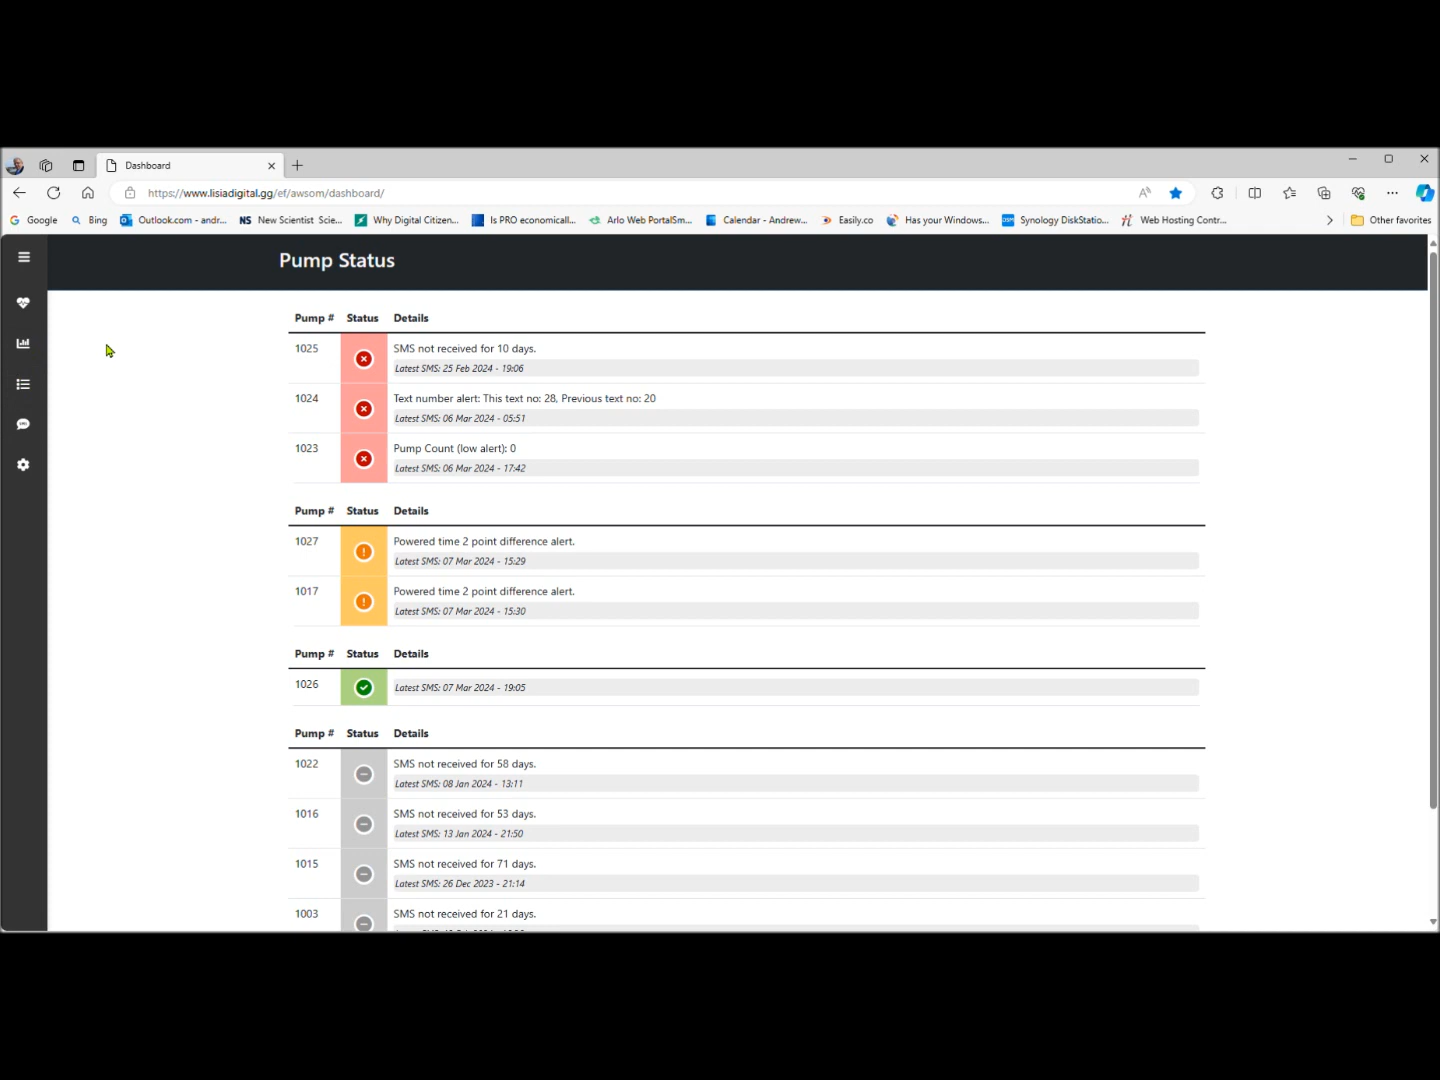 Dashboard
https://www.lisiadigital.gg/ef/awsom/dashboard/
Google Bing Outlook.com - andr... NS New Scientist Scie... Why Digital Citizen... Is PRO economicall... Arlo Web PortalSm... Calendar - Andrew... Easily.co Has your Windows... DSM Synology DiskStatio... Web Hosting Contr... Other favorites
Pump Status
Pump # Status Details
1025 SMS not received for 10 days.
Latest SMS: 25 Feb 2024 - 19:06
1024 Text number alert: This text no: 28, Previous text no: 20
Latest SMS: 06 Mar 2024 - 05:51
1023 Pump Count (low alert): 0
Latest SMS: 06 Mar 2024 - 17:42
Pump # Status Details
1027 Powered time 2 point difference alert.
Latest SMS: 07 Mar 2024 - 15:29
1017 Powered time 2 point difference alert.
Latest SMS: 07 Mar 2024 - 15:30
Pump # Status Details
1026 Latest SMS: 07 Mar 2024 - 19:05
Pump # Status Details
1022 SMS not received for 58 days.
Latest SMS: 08 Jan 2024 - 13:11
1016 SMS not received for 53 days.
Latest SMS: 13 Jan 2024 - 21:50
1015 SMS not received for 71 days.
Latest SMS: 26 Dec 2023 - 21:14
1003 SMS not received for 21 days.